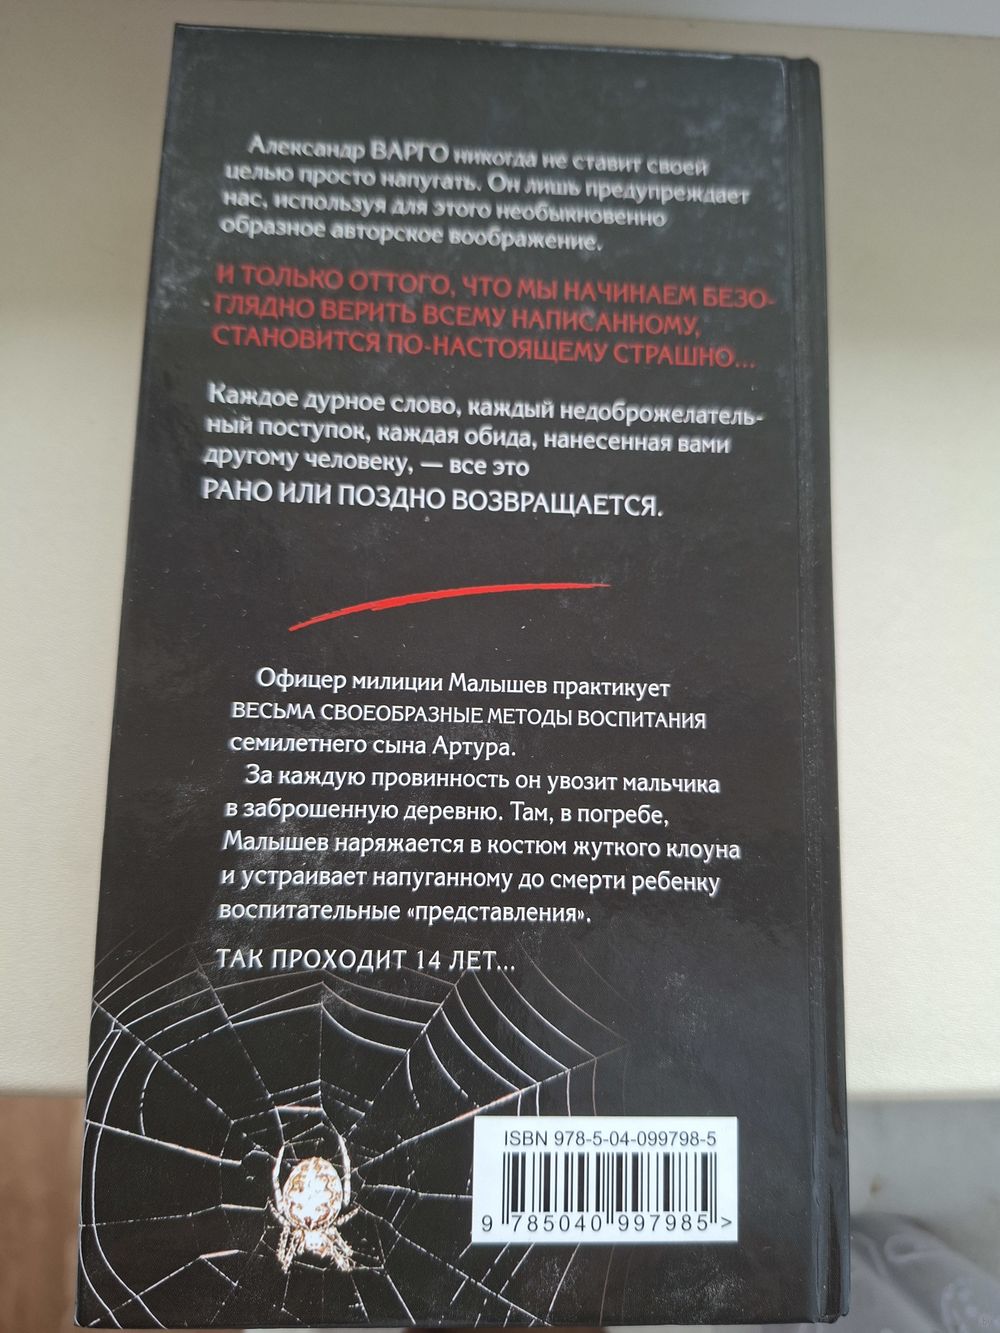 Александр ВАРГО никогда не ставит своей
целью просто напугать. Он лишь предупреждает
нас, используя для этого необыкновенно
образное авторское воображение.
И ТОЛЬКО ОТТОГО, ЧТО МЫ НАЧИНАЕМ БЕЗО-
ГЛЯДНО ВЕРИТЬ ВСЕМУ НАПИСАННОМУ,
СТАНОВИТСЯ ПО-НАСТОЯЩЕМУ СТРАШНО...
Каждое дурное слово, каждый недоброжелатель-
ный поступок, каждая обида, нанесенная вами
другому человеку, — все это
РАНО ИЛИ ПОЗДНО ВОЗВРАЩАЕТСЯ.
Офицер милиции Малышев практикует
ВЕСЬМА СВОЕОБРАЗНЫЕ МЕТОДЫ ВОСПИТАНИЯ
семилетнего сына Артура.
За каждую провинность он увозит мальчика
в заброшенную деревню. Там, в погребе,
Малышев наряжается в костюм жуткого клоуна
и устраивает напуганному до смерти ребенку
воспитательные «представления».
ТАК ПРОХОДИТ 14 ЛЕТ...
ISBN 978-5-04-099798-5
9 785040 997985 >